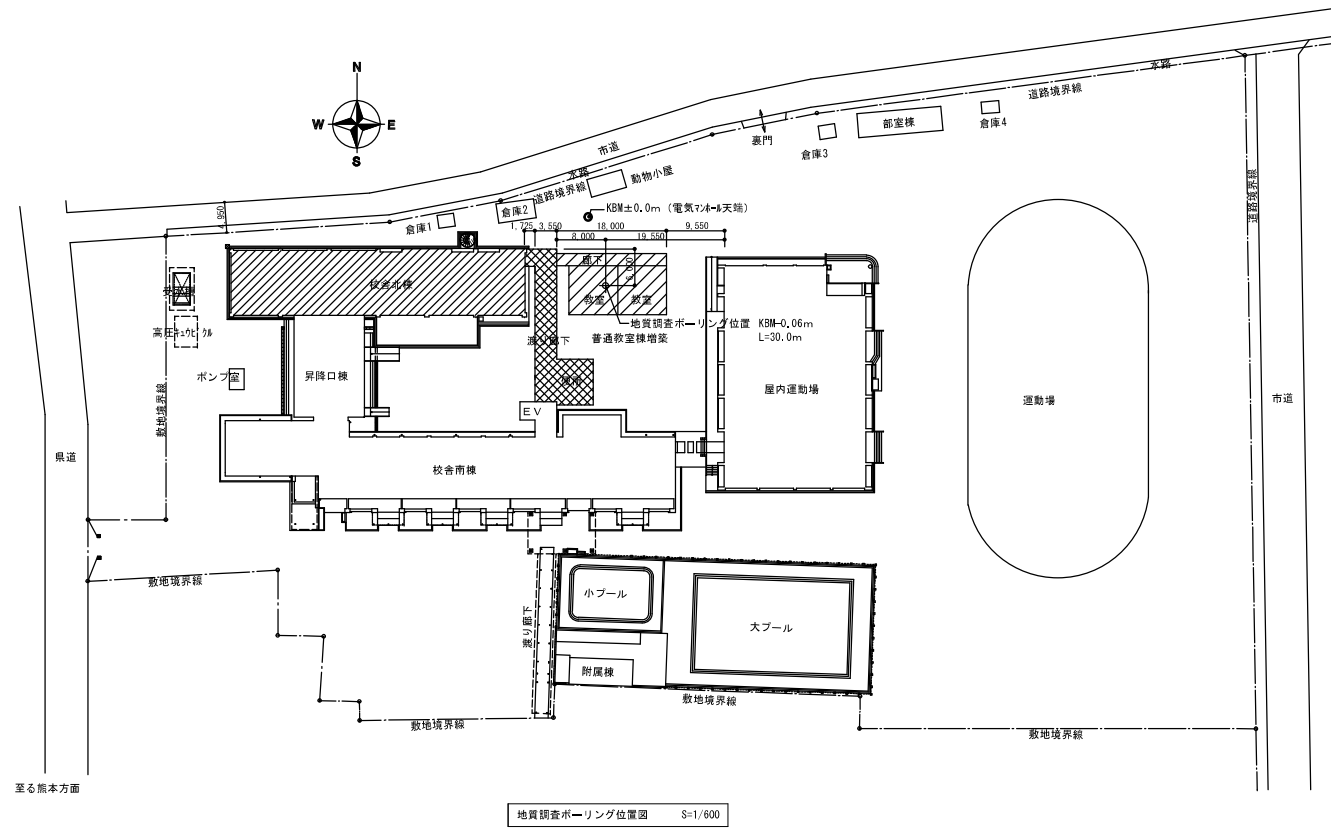 水路
道路境界線
N
W
E
S
部室棟
倉庫4
裏門
倉庫3
市道
水路
道路境界線
動物小屋
道路境界線
倉庫2
倉庫1
4,950
KBM±0.0m (電気マンホール天端)
1,725 3,550 18,000 9,550
8,000 19,550
廊下
6,000
校舎北棟
教室 教室
地質調査ボーリング位置 KBM-0.06m
L=30.0m
普通教室棟増築
渡り廊下
高圧キュウビクル
ポンプ室
昇降口棟
屋内運動場
運動場
市道
EV
敷地境界線
県道
校舎南棟
敷地境界線
小プール
大プール
渡り廊下
附属棟
敷地境界線
敷地境界線
敷地境界線
至る熊本方面
地質調査ボーリング位置図 S=1/600